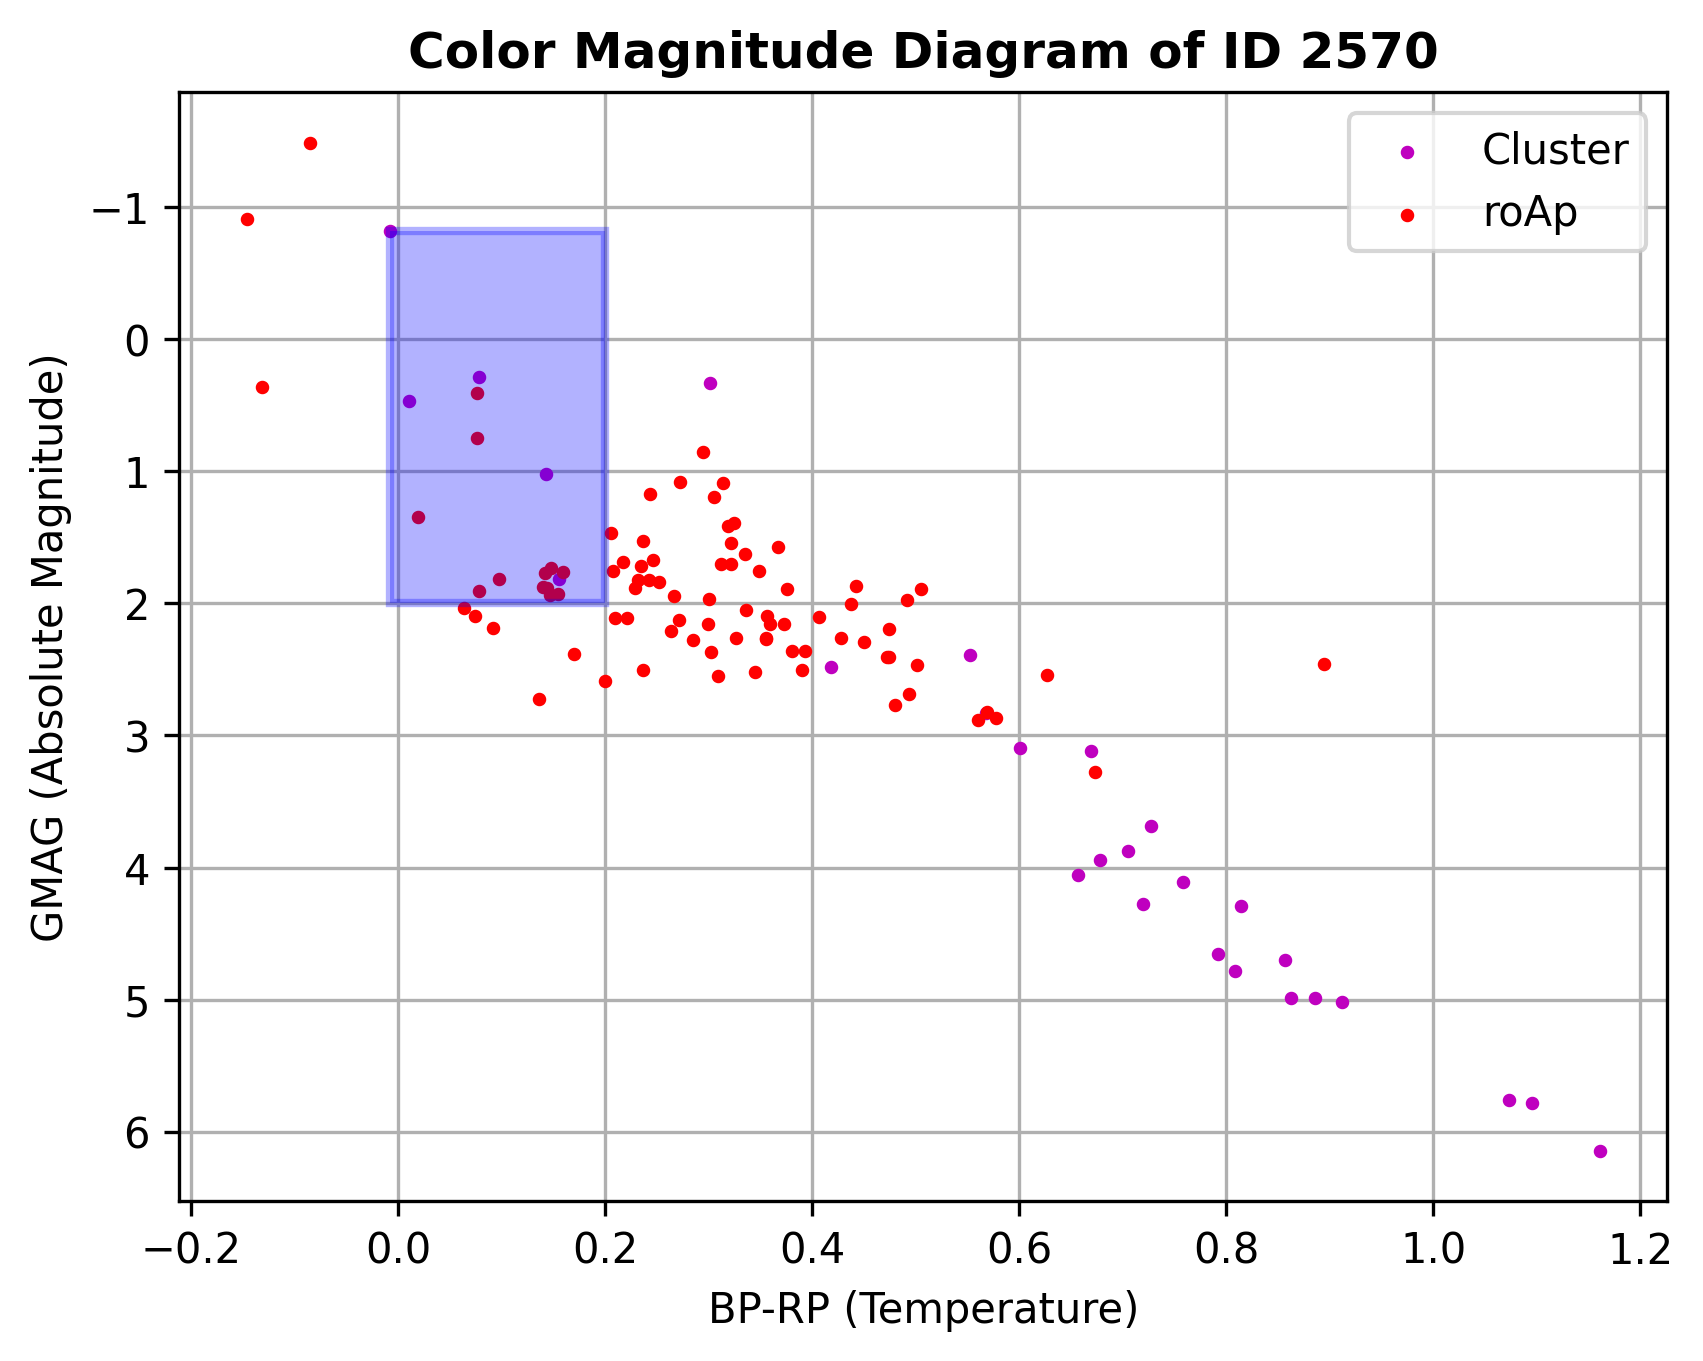 Color Magnitude Diagram of ID 2570
Cluster
roAp
GMAG (Absolute Magnitude)
−1
0
1
2
3
4
5
6
−0.2 0.0 0.2 0.4 0.6 0.8 1.0 1.2
BP-RP (Temperature)